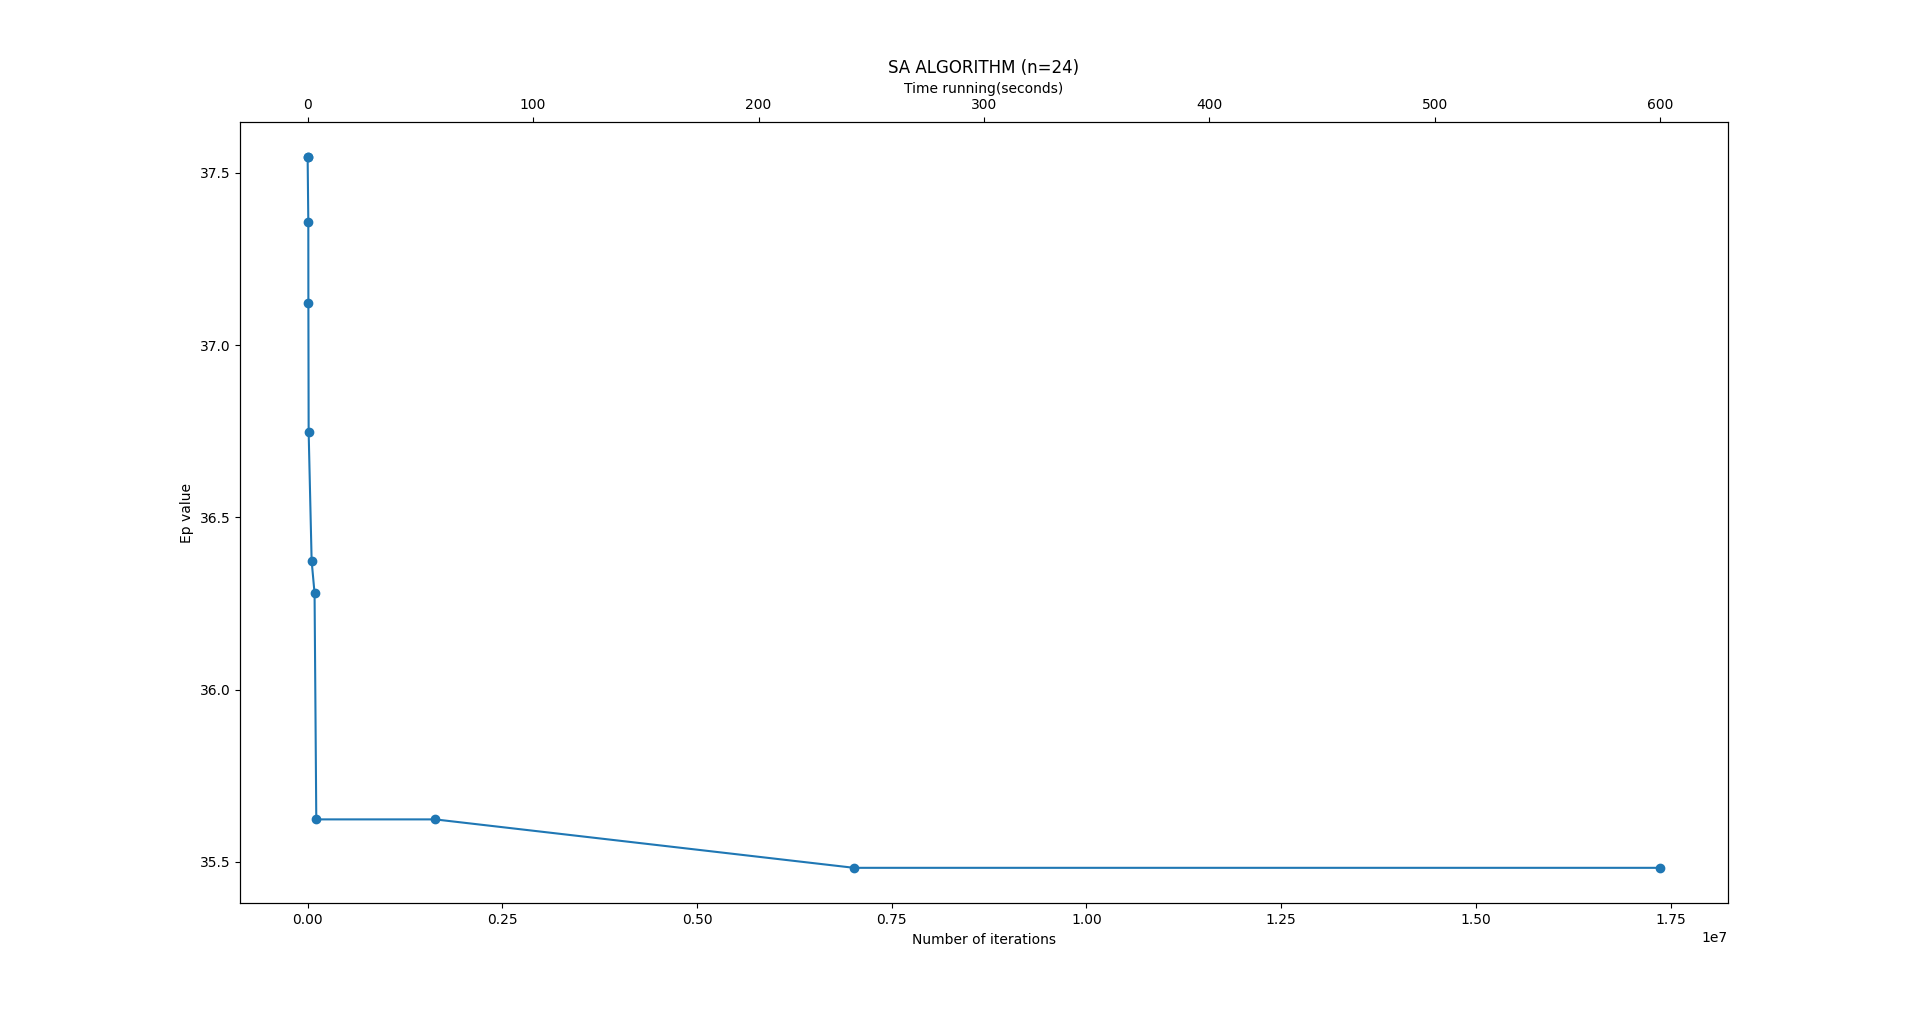 SA ALGORITHM (n=24)
Time running(seconds)
0 100 200 300 400 500 600
37.5
37.0
36.5
36.0
35.5
Ep value
0.00 0.25 0.50 0.75 1.00 1.25 1.50 1.75
Number of iterations
1e7